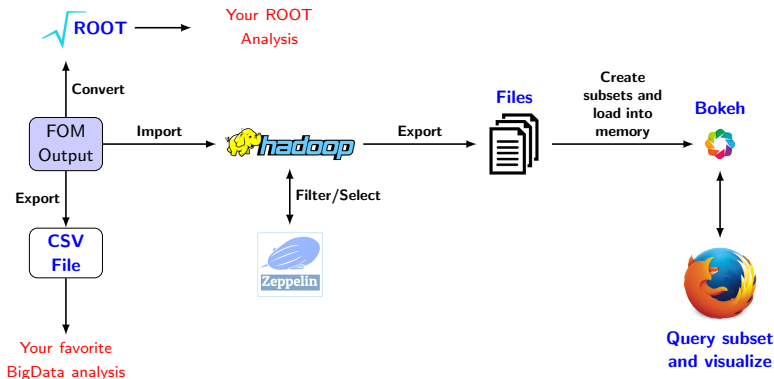 ROOT
Your ROOT
Analysis
Convert
FOM
Output
Import
hadoop
Export
Files
Create
subsets and
load into
memory
Bokeh
Export
Filter/Select
CSV
File
Zeppelin
Your favorite
BigData analysis
Query subset
and visualize